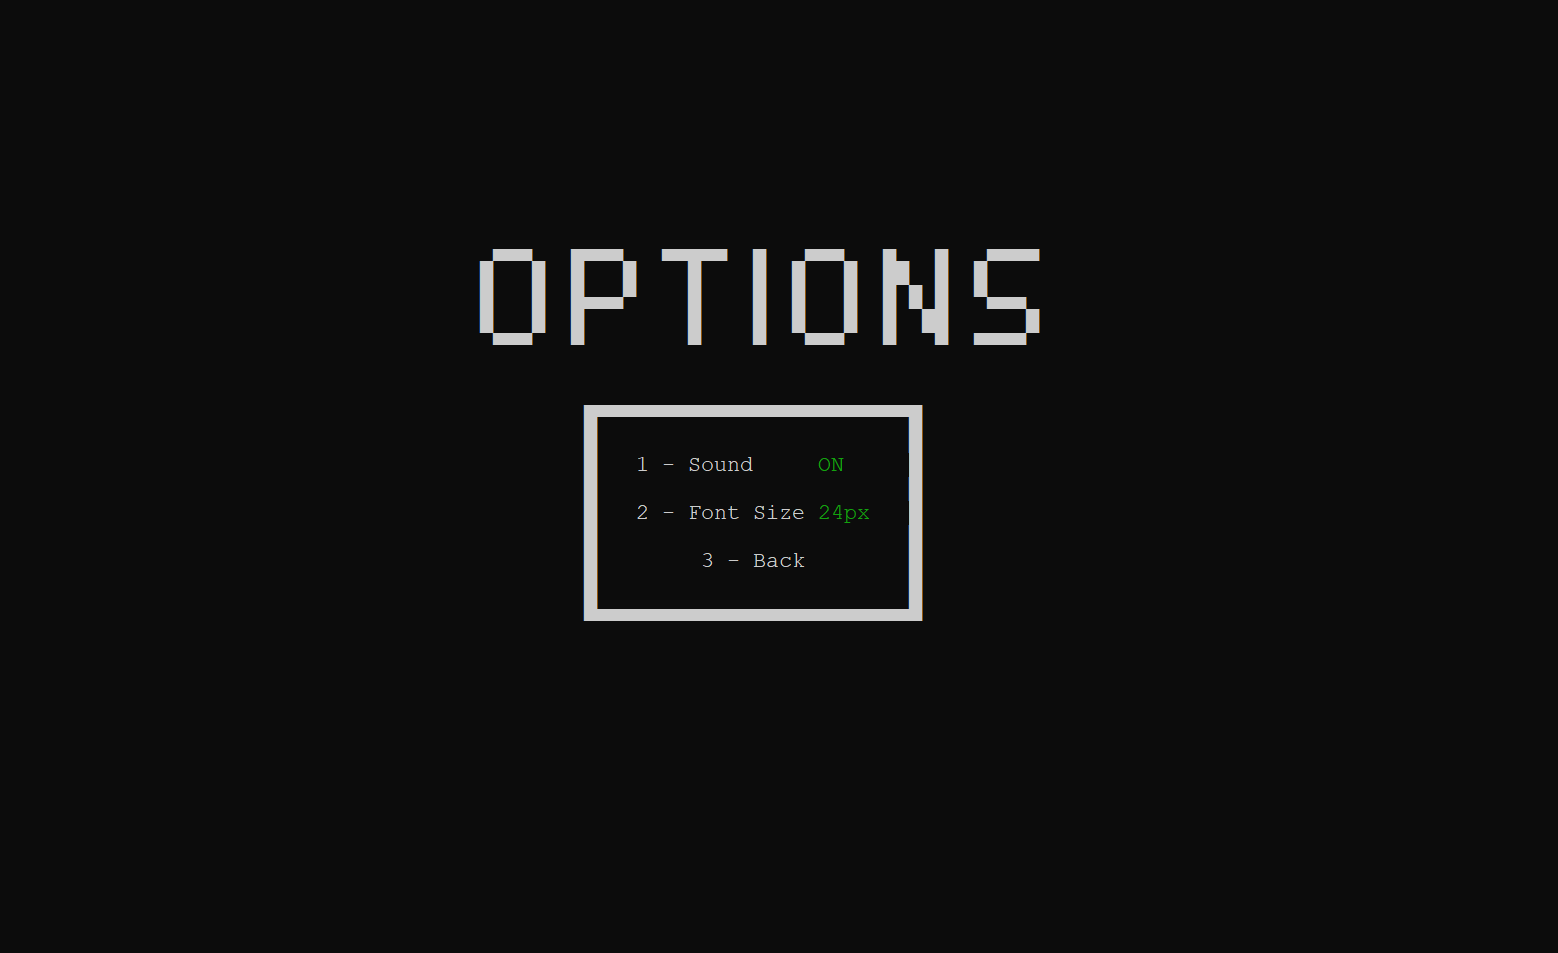 OPTIONS
1 - Sound ON
2 - Font Size 24px
3 - Back